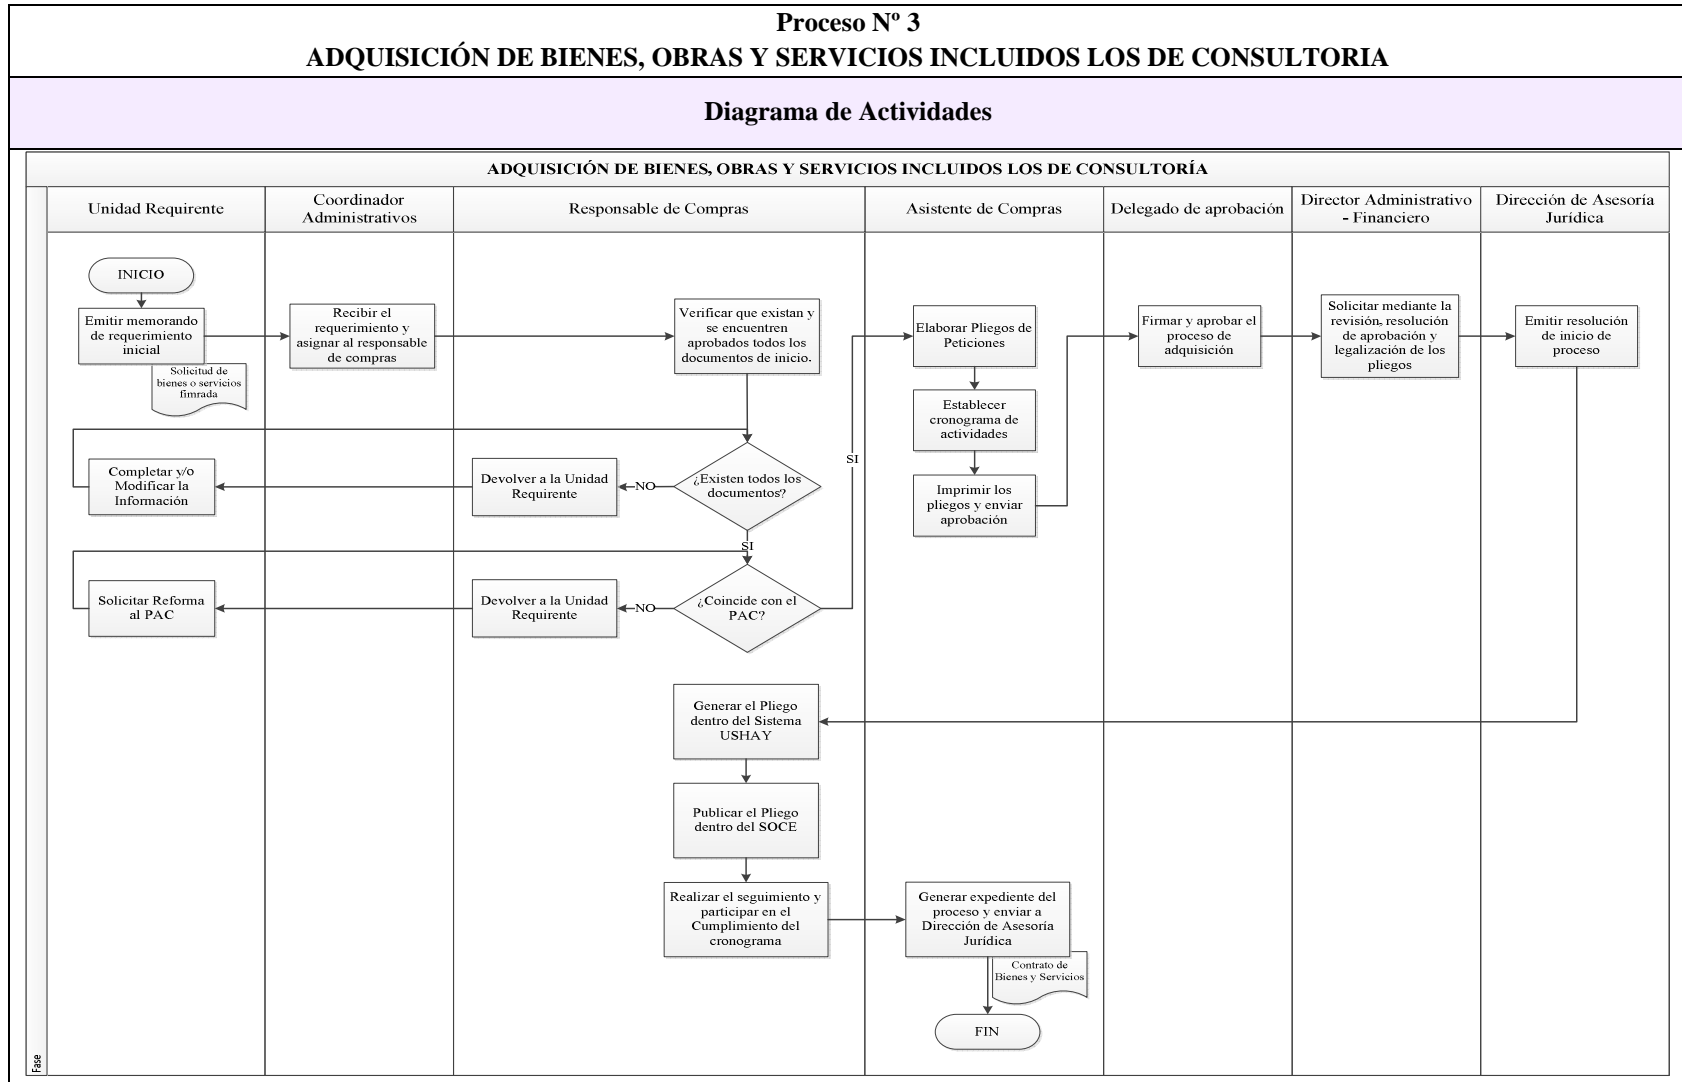 Proceso Nº 3
ADQUISICIÓN DE BIENES, OBRAS Y SERVICIOS INCLUIDOS LOS DE CONSULTORIA
Diagrama de Actividades
ADQUISICIÓN DE BIENES, OBRAS Y SERVICIOS INCLUIDOS LOS DE CONSULTORÍA
Unidad Requirente
Coordinador
Administrativos
Responsable de Compras
Asistente de Compras
Delegado de aprobación
Director Administrativo
- Financiero
Dirección de Asesoría
Jurídica
INICIO
Emitir memorando
de requerimiento
inicial
Solicitud de
bienes o servicios
fimrada
Recibir el
requerimiento y
asignar al responsable
de compras
Verificar que existan y
se encuentren
aprobados todos los
documentos de inicio.
Elaborar Pliegos de
Peticiones
Establecer
cronograma de
actividades
Imprimir los
pliegos y enviar
aprobación
Firmar y aprobar el
proceso de
adquisición
Solicitar mediante la
revisión, resolución
de aprobación y
legalización de los
pliegos
Emitir resolución
de inicio de
proceso
Completar y/o
Modificar la
Información
Devolver a la Unidad
Requirente
NO
¿Existen todos los
documentos?
SI
SI
Solicitar Reforma
al PAC
Devolver a la Unidad
Requirente
NO
¿Coincide con el
PAC?
Generar el Pliego
dentro del Sistema
USHAY
Publicar el Pliego
dentro del SOCE
Realizar el seguimiento y
participar en el
Cumplimiento del
cronograma
Generar expediente del
proceso y enviar a
Dirección de Asesoría
Jurídica
Contrato de
Bienes y Servicios
FIN
Fase